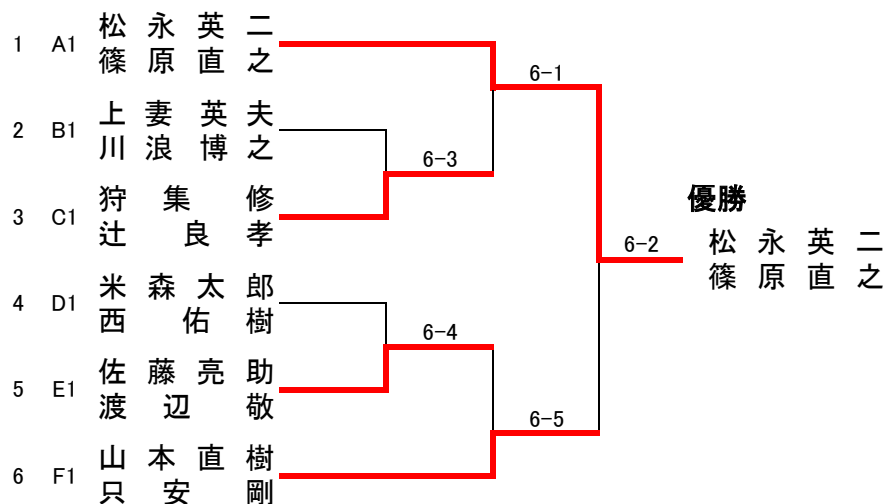 1 A1 松永英二
篠原直之
6-1
2 B1 上妻英夫
川浪博之
6-3
3 C1 狩集修
辻良孝
優勝
6-2
松永英二
篠原直之
4 D1 米森太郎
西佑樹
6-4
5 E1 佐藤亮助
渡辺敬
6-5
6 F1 山本直樹
只安剛